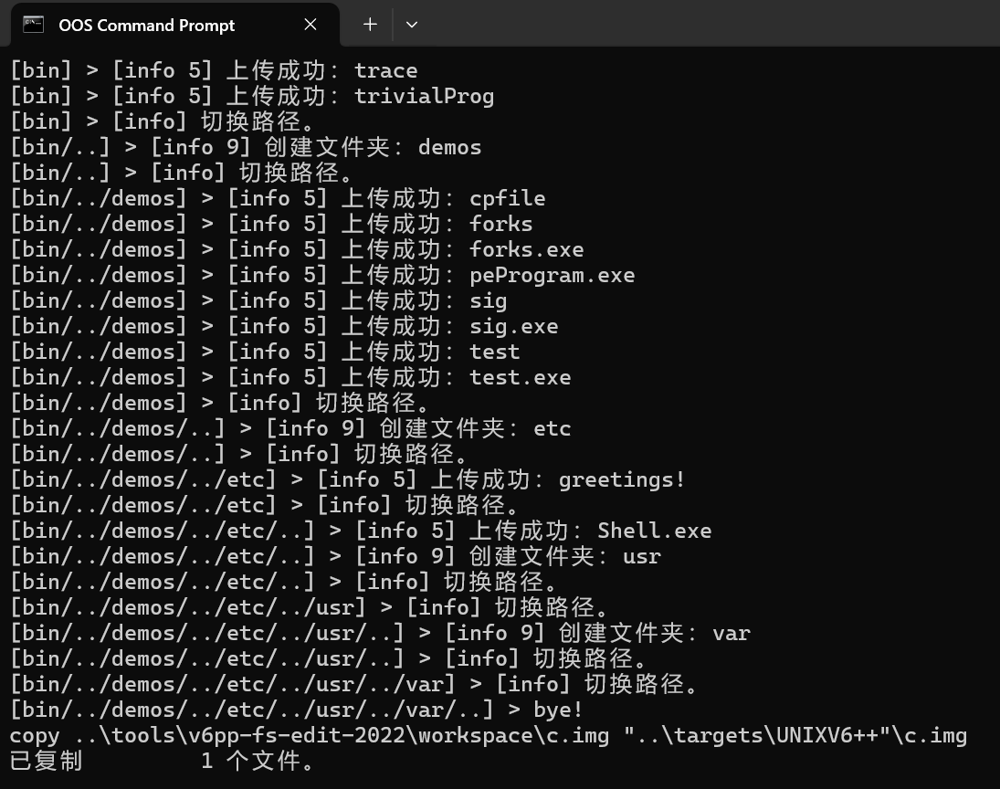 OOS Command Prompt
[bin] > [info 5] 上传成功: trace
[bin] > [info 5] 上传成功: trivialProg
[bin] > [info] 切换路径。
[bin/..] > [info 9] 创建文件夹: demos
[bin/..] > [info] 切换路径。
[bin/../demos] > [info 5] 上传成功: cpfile
[bin/../demos] > [info 5] 上传成功: forks
[bin/../demos] > [info 5] 上传成功: forks.exe
[bin/../demos] > [info 5] 上传成功: peProgram.exe
[bin/../demos] > [info 5] 上传成功: sig
[bin/../demos] > [info 5] 上传成功: sig.exe
[bin/../demos] > [info 5] 上传成功: test
[bin/../demos] > [info 5] 上传成功: test.exe
[bin/../demos] > [info] 切换路径。
[bin/../demos/..] > [info 9] 创建文件夹: etc
[bin/../demos/..] > [info] 切换路径。
[bin/../demos/../etc] > [info 5] 上传成功: greetings!
[bin/../demos/../etc] > [info] 切换路径。
[bin/../demos/../etc/..] > [info 5] 上传成功: Shell.exe
[bin/../demos/../etc/..] > [info 9] 创建文件夹: usr
[bin/../demos/../etc/..] > [info] 切换路径。
[bin/../demos/../etc/../usr] > [info] 切换路径。
[bin/../demos/../etc/../usr/..] > [info 9] 创建文件夹: var
[bin/../demos/../etc/../usr/..] > [info] 切换路径。
[bin/../demos/../etc/../usr/../var] > [info] 切换路径。
[bin/../demos/../etc/../usr/../var/..] > bye!
copy ..\tools\v6pp-fs-edit-2022\workspace\c.img "..\targets\UNIXV6++"\c.img
已复制         1 个文件。